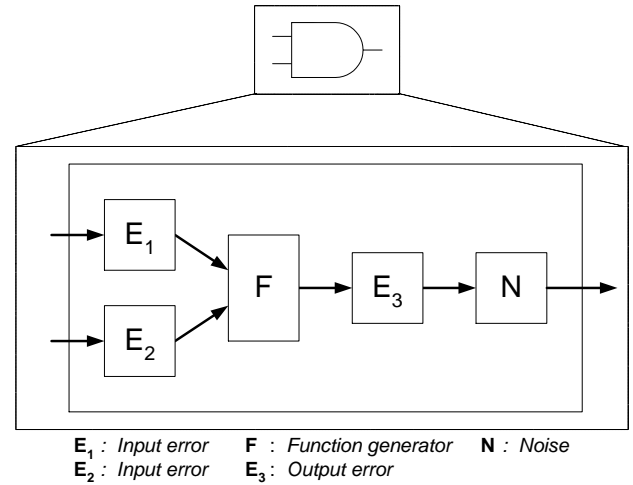 E1
F
E3
N
E2
E1 : Input error F : Function generator N : Noise
E2 : Input error E3 : Output error